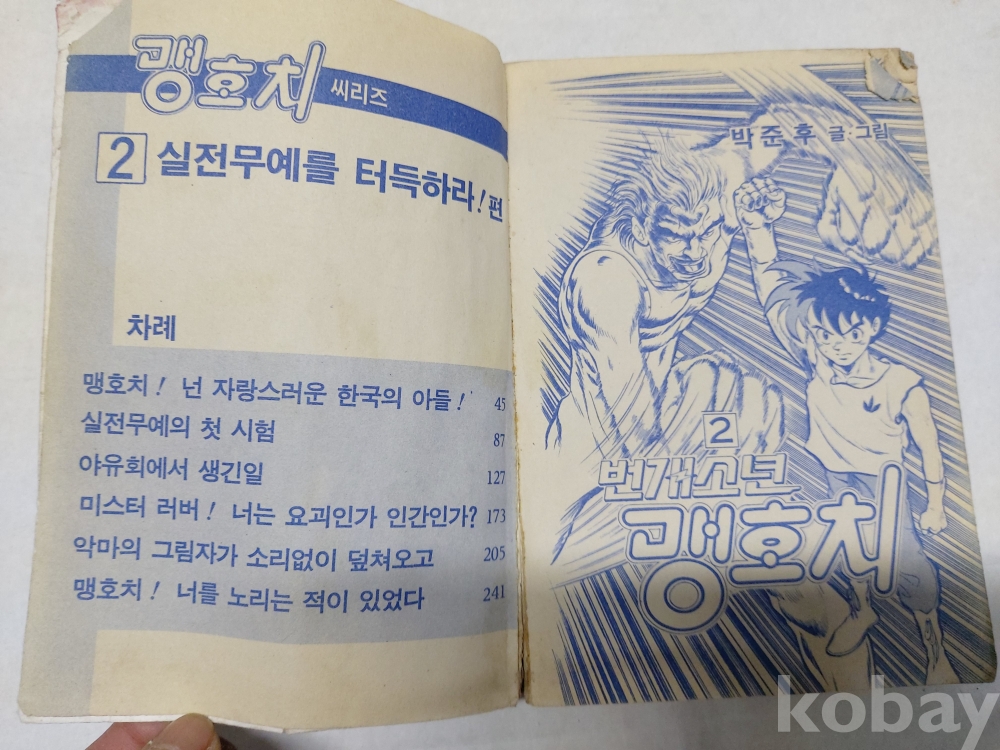 맹호치 씨리즈
2 실전무예를 터득하라! 편
차례
맹호치! 넌 자랑스러운 한국의 아들! 45
실전무예의 첫 시험 87
야유회에서 생긴일 127
미스터 러버! 너는 요괴인가 인간인가? 173
악마의 그림자가 소리없이 덮쳐오고 205
맹호치! 너를 노리는 적이 있었다 241
박준후 글·그림
2
번개소년
맹호치
kobay